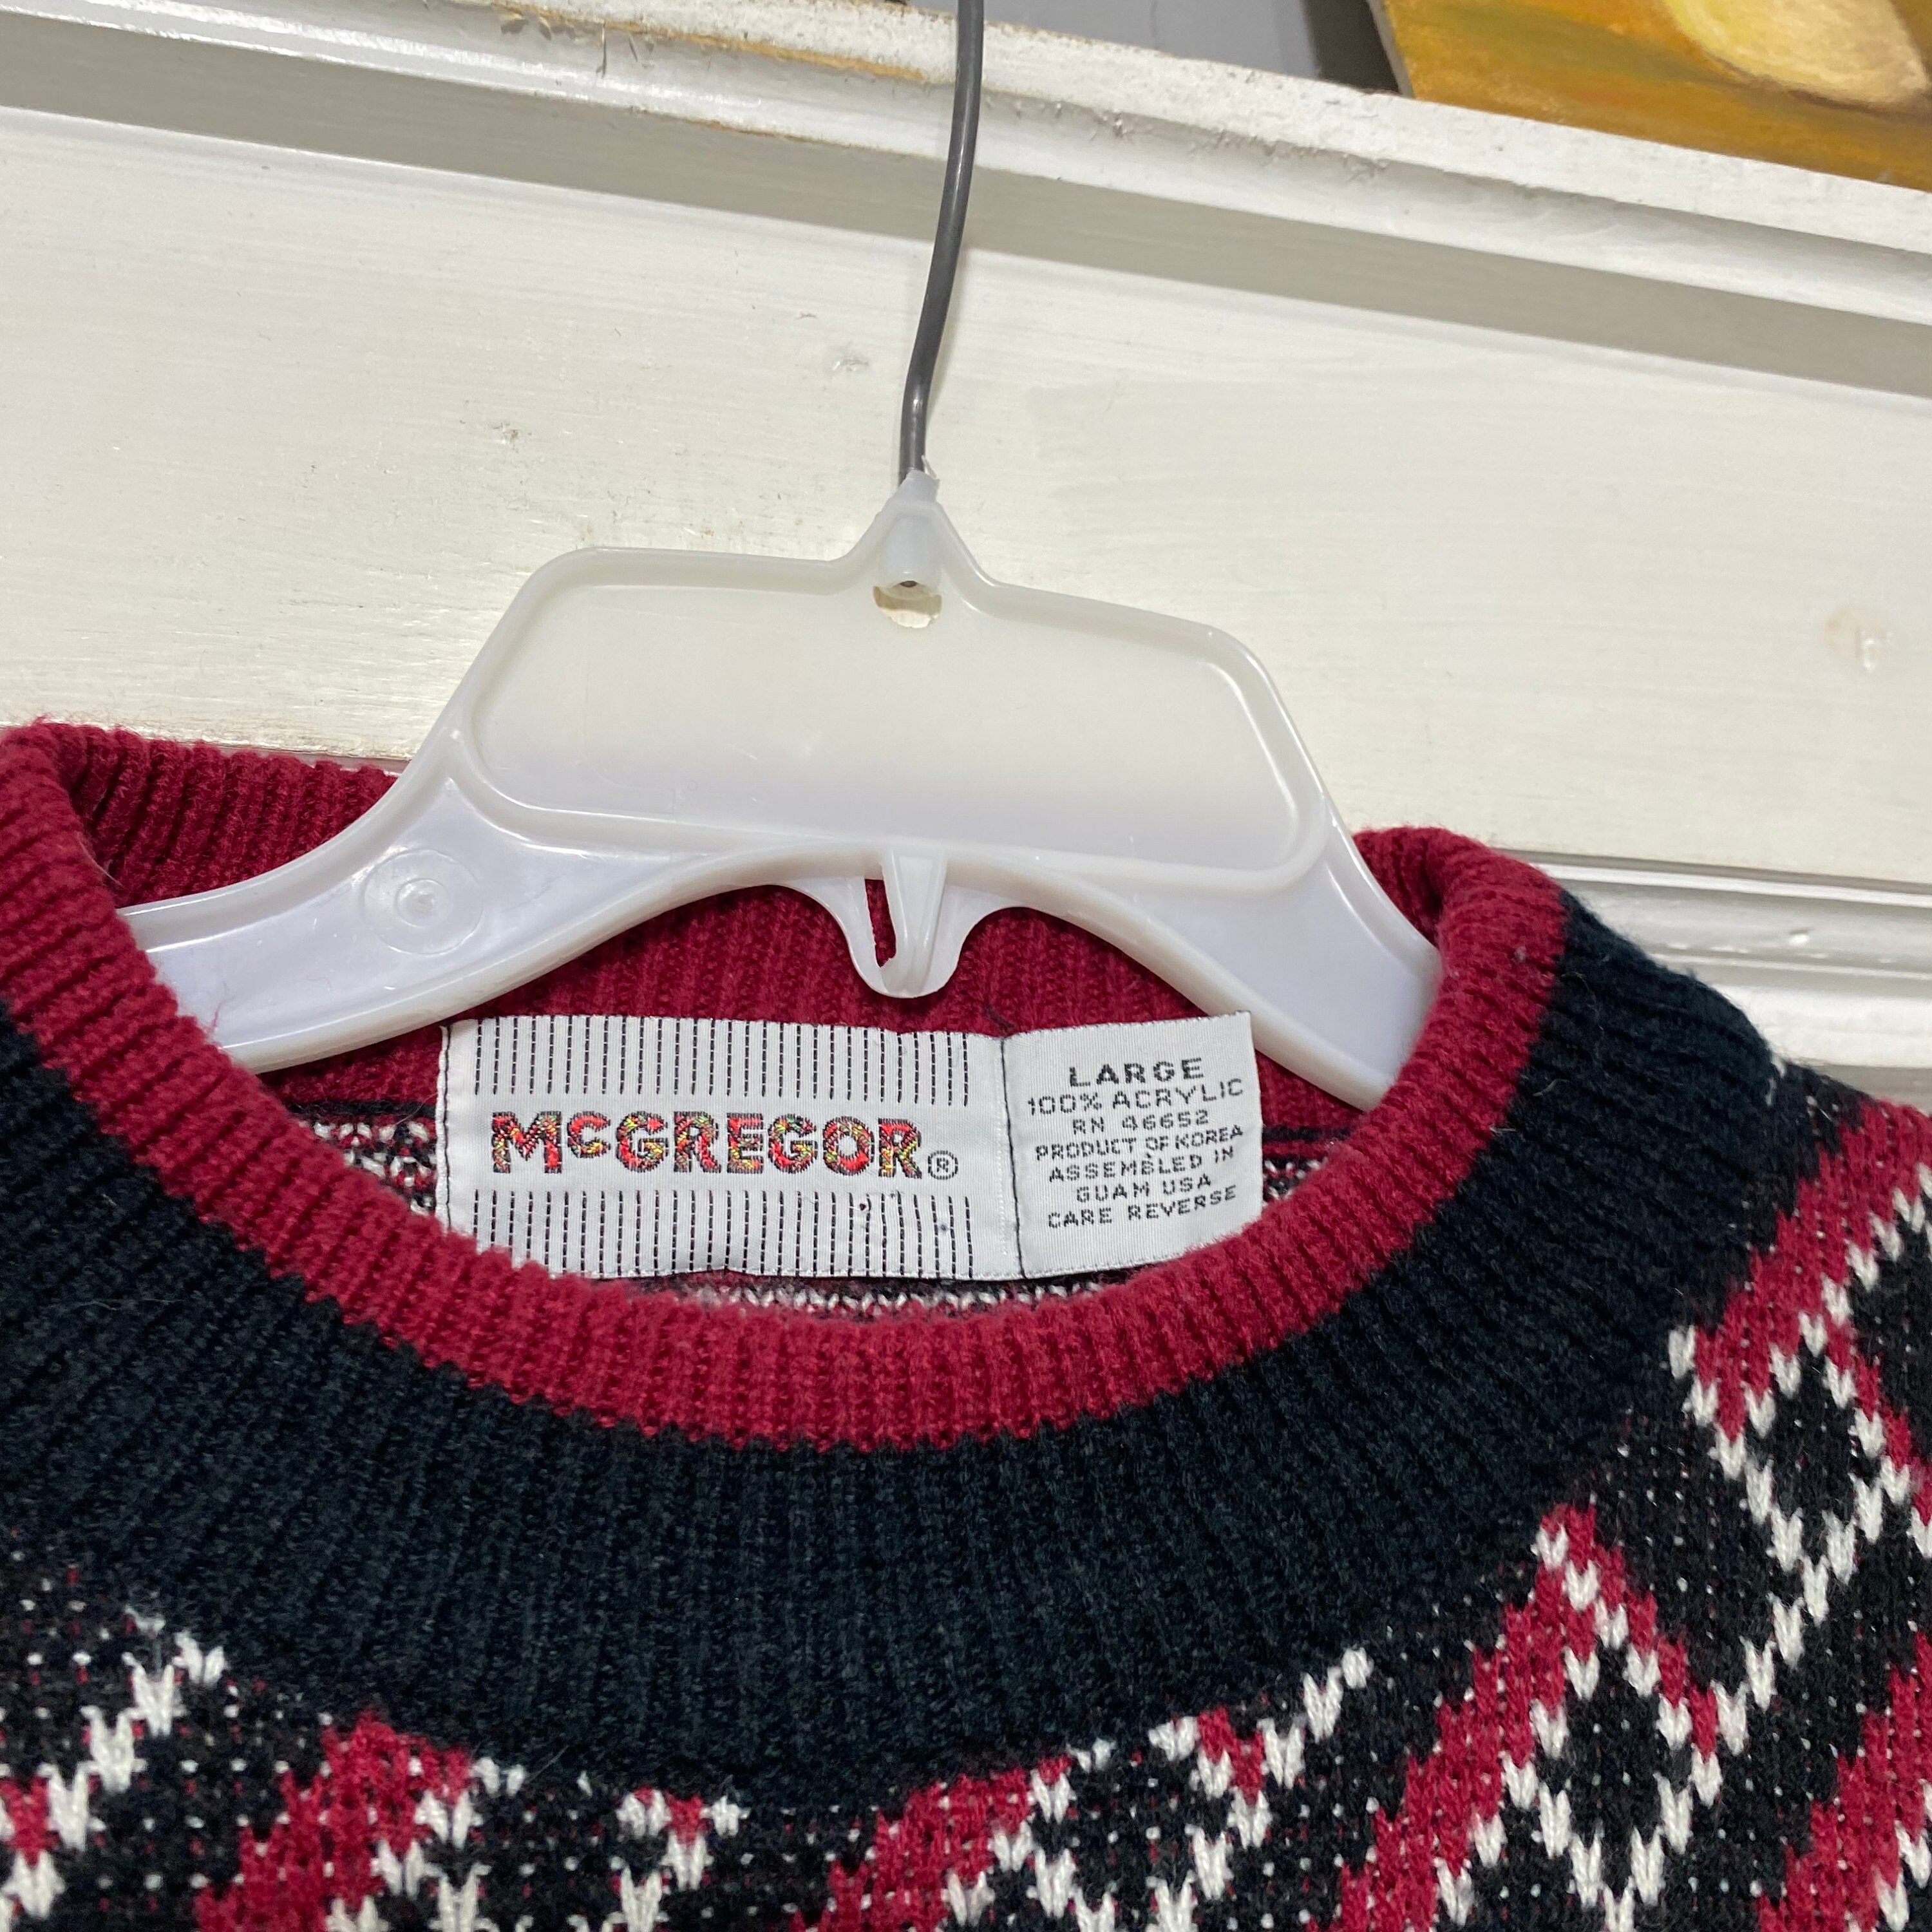 McGREGOR®
LARGE
100% ACRYLIC
RN 46652
PRODUCT OF KOREA
ASSEMBLED IN
GUAM USA
CARE REVERSE